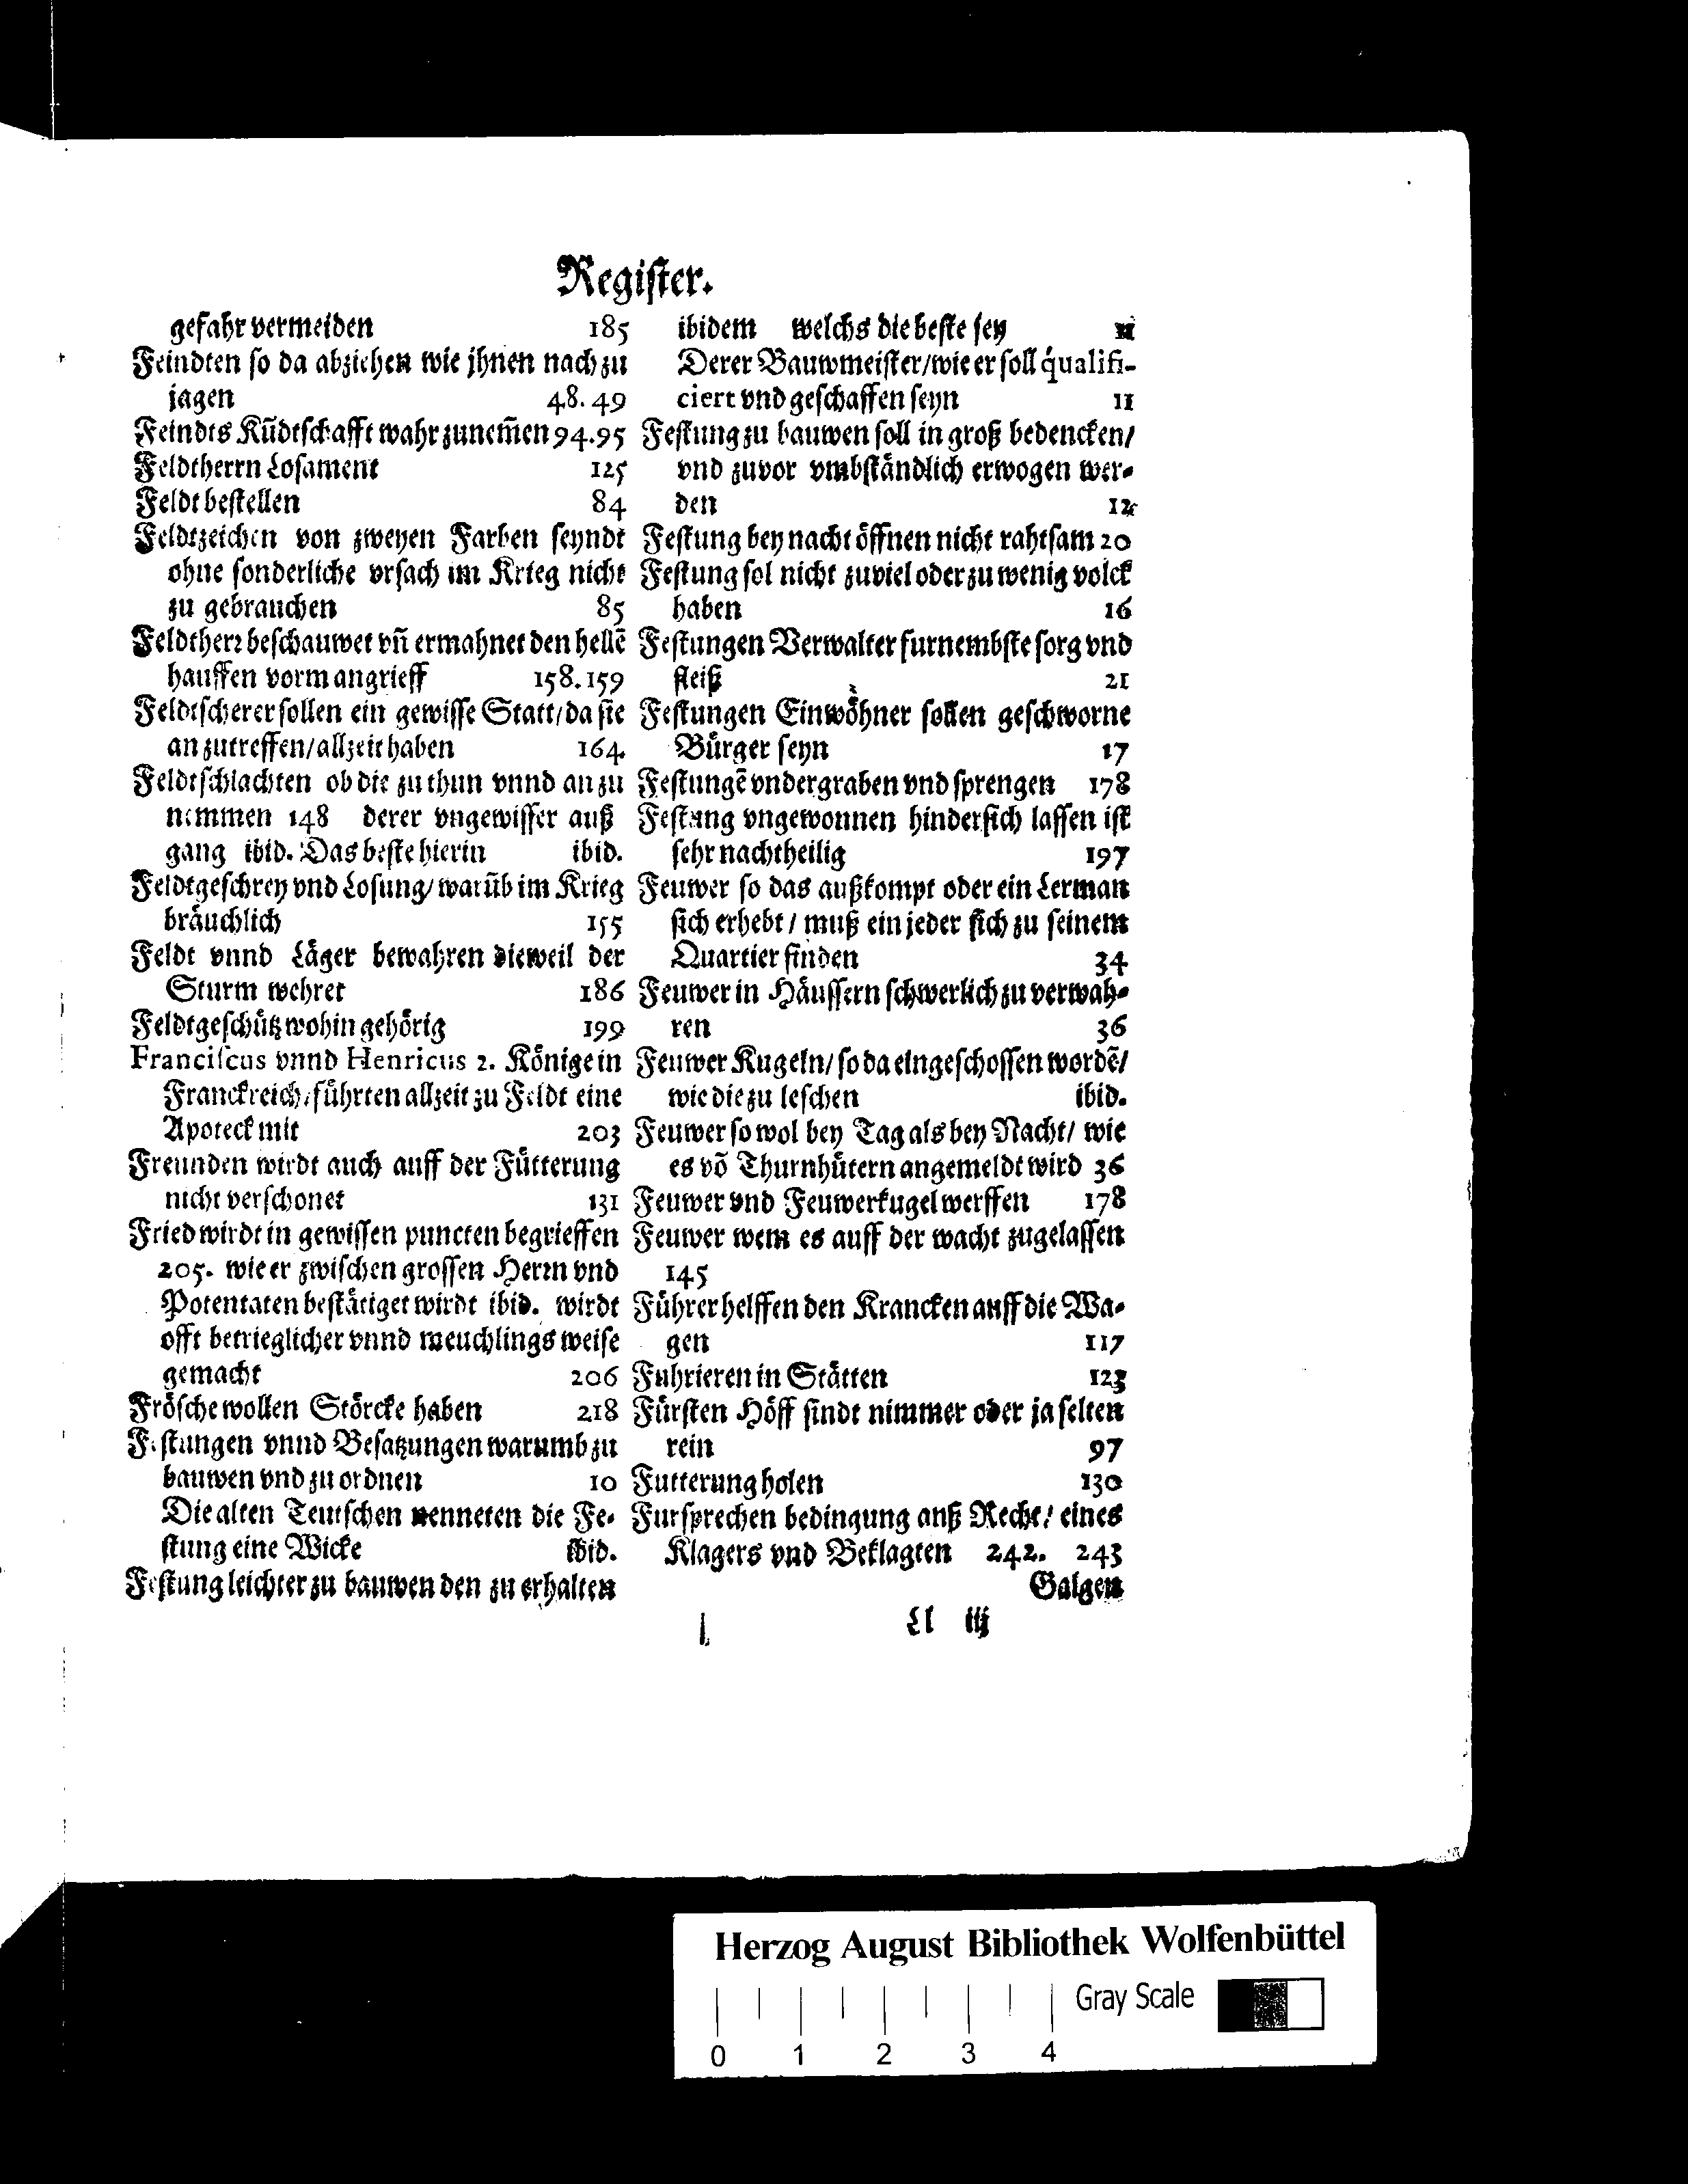 Register.
gefahr vermeiden 185
Feindten so da abziehen wie jhnen nach zu
jagen 48. 49
Feindts Kūdtschafft wahr zunem̄en 94. 95
Feldtherrn Losament 125
Feldt bestellen 84
Feldtzeichen von zweyen Farben seyndt
ohne sonderliche vrsach im Krieg nicht
zu gebrauchen 85
Feldtherꝛ beschauwet vn̄ ermahnet den hellē
hauffen vorm angrieff 158. 159
Feldtscherer sollen ein gewisse Statt/ da sie
an zutreffen/ allzeit haben 164.
Feldtschlachten ob die zu thun vnnd an zu
nemmen 148 derer vngewisser auß
gang ibid. Das beste hierin ibid.
Feldtgeschrey vnd Losung/ warūb im Krieg
bräuchlich 155
Feldt vnnd Läger bewahren dieweil der
Sturm wehret 186
Feldtgeschütz wohin gehörig 199
Franciscus vnnd Henricus 2. Könige in
Franckreich/ führten allzeit zu Feldt eine
Apoteck mit 203
Freunden wirdt auch auff der Fütterung
nicht verschonet 131
Fried wirdt in gewissen puncten begrieffen
205. wie er zwischen grossen Herrn vnd
Potentaten bestätiget wirdt ibid. wirdt
offt betrieglicher vnnd meuchlings weise
gemacht 206
Frösche wollen Störcke haben 218
Festungen vnnd Besatzungen warumb zu
bauwen vnd zu ordnen 10
Die alten Teutschen nenneten die Fe-
stung eine Wicke ibid.
Festung leichter zu bauwen den zu erhalten
ibidem welchs die beste sey 11
Derer Bauwmeister/ wie er soll qualifi-
ciert vnd geschaffen seyn 11
Festung zu bauwen soll in groß bedencken/
vnd zuvor vmbständlich erwogen wer-
den 12
Festung bey nacht öffnen nicht rahtsam 20
Festung sol nicht zuviel oder zu wenig volck
haben 16
Festungen Verwalter furnembste sorg vnd
fleiß 21
Festungen Einwöhner sollen geschworne
Bürger seyn 17
Festungē vndergraben vnd sprengen 178
Festung vngewonnen hindersich lassen ist
sehr nachtheilig 197
Feuwer so das außkompt oder ein Lerman
sich erhebt/ muß ein jeder sich zu seinem
Quartier finden 34
Feuwer in Häussern schwerlich zu verwah-
ren 36
Feuwer Kugeln/ so da eingeschossen wordē/
wie die zu leschen ibid.
Feuwer so wol bey Tag als bey Nacht/ wie
es vō Thurnhütern angemeldt wird 36
Feuwer vnd Feuwerkugel werffen 178
Feuwer wem es auff der wacht zugelassen
145
Führer helffen den Krancken auff die Wa-
gen 117
Fuhrieren in Stätten 123
Fürsten Höff sindt nimmer oder ja selten
rein 97
Futterung holen 130
Fursprechen bedingung auß Recht/ eines
Klagers vnd Beklagten 242. 243
Galgen
Ll iij
Herzog August Bibliothek Wolfenbüttel
Gray Scale
0 1 2 3 4